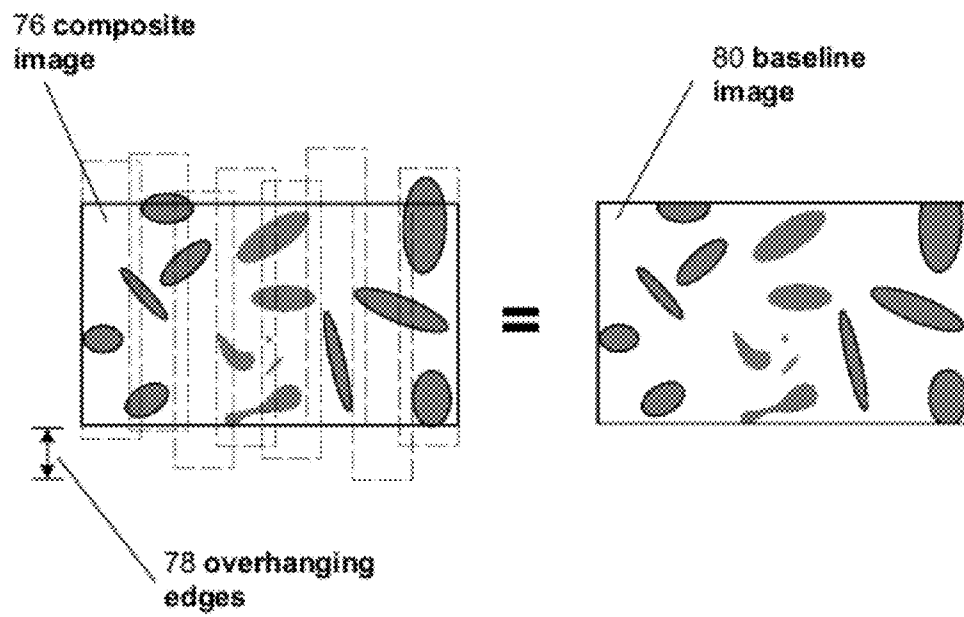 76 composite
image
80 baseline
image
=
78 overhanging
edges